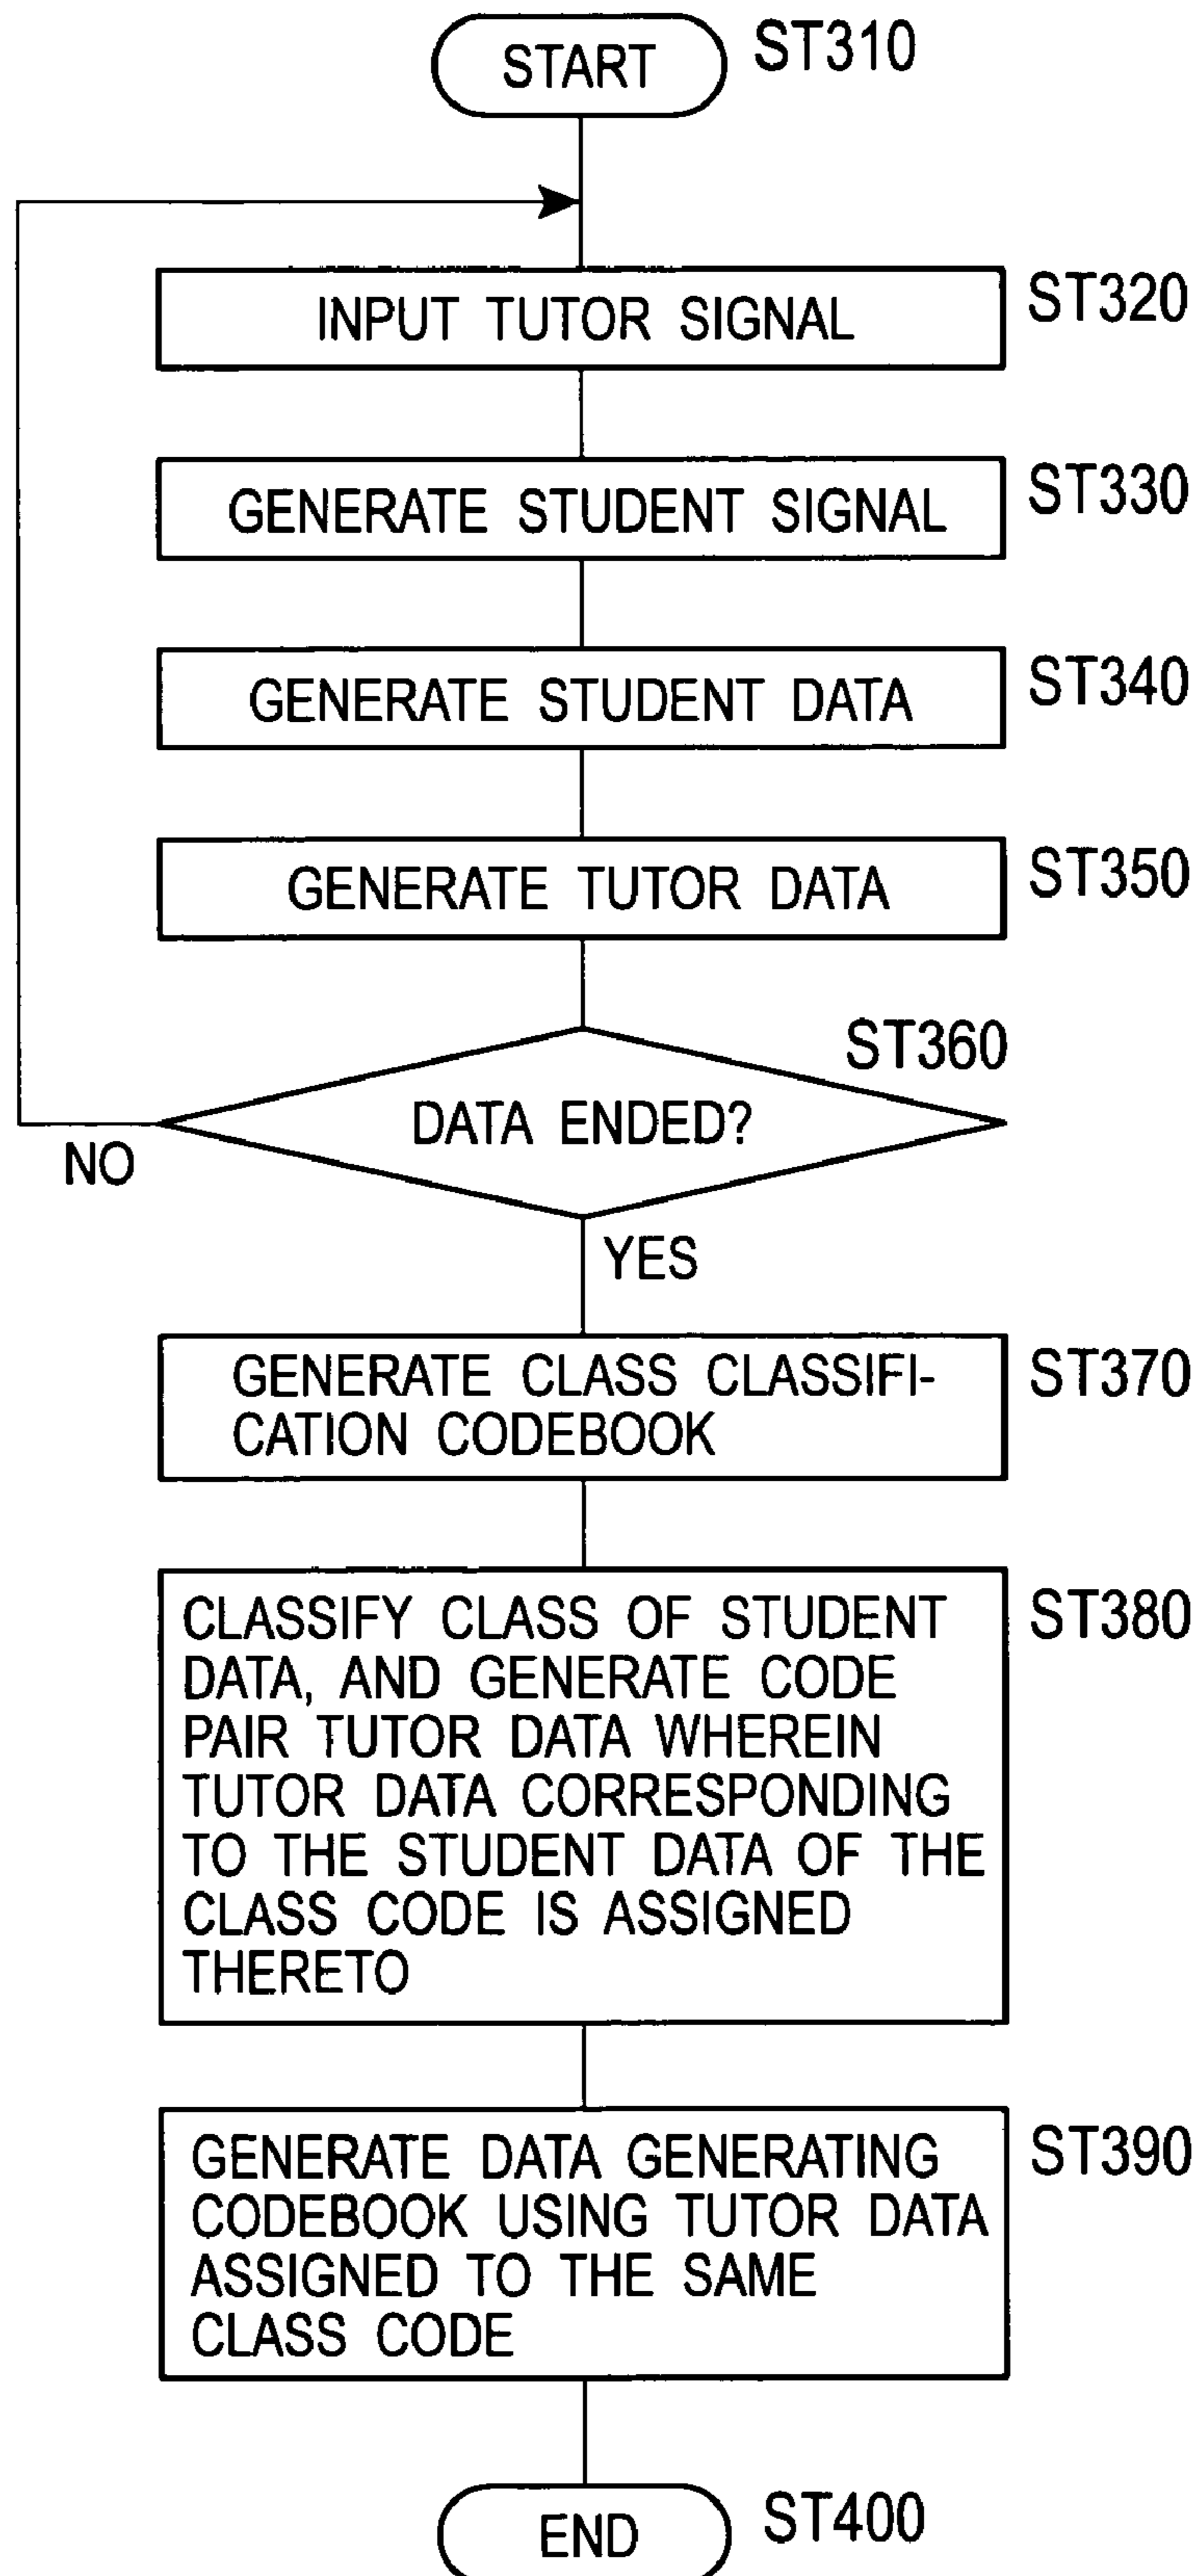 START
ST310
INPUT TUTOR SIGNAL
ST320
GENERATE STUDENT SIGNAL
ST330
GENERATE STUDENT DATA
ST340
GENERATE TUTOR DATA
ST350
ST360
DATA ENDED?
NO
YES
GENERATE CLASS CLASSIFI-
CATION CODEBOOK
ST370
CLASSIFY CLASS OF STUDENT
DATA, AND GENERATE CODE
PAIR TUTOR DATA WHEREIN
TUTOR DATA CORRESPONDING
TO THE STUDENT DATA OF THE
CLASS CODE IS ASSIGNED
THERETO
ST380
GENERATE DATA GENERATING
CODEBOOK USING TUTOR DATA
ASSIGNED TO THE SAME
CLASS CODE
ST390
END
ST400